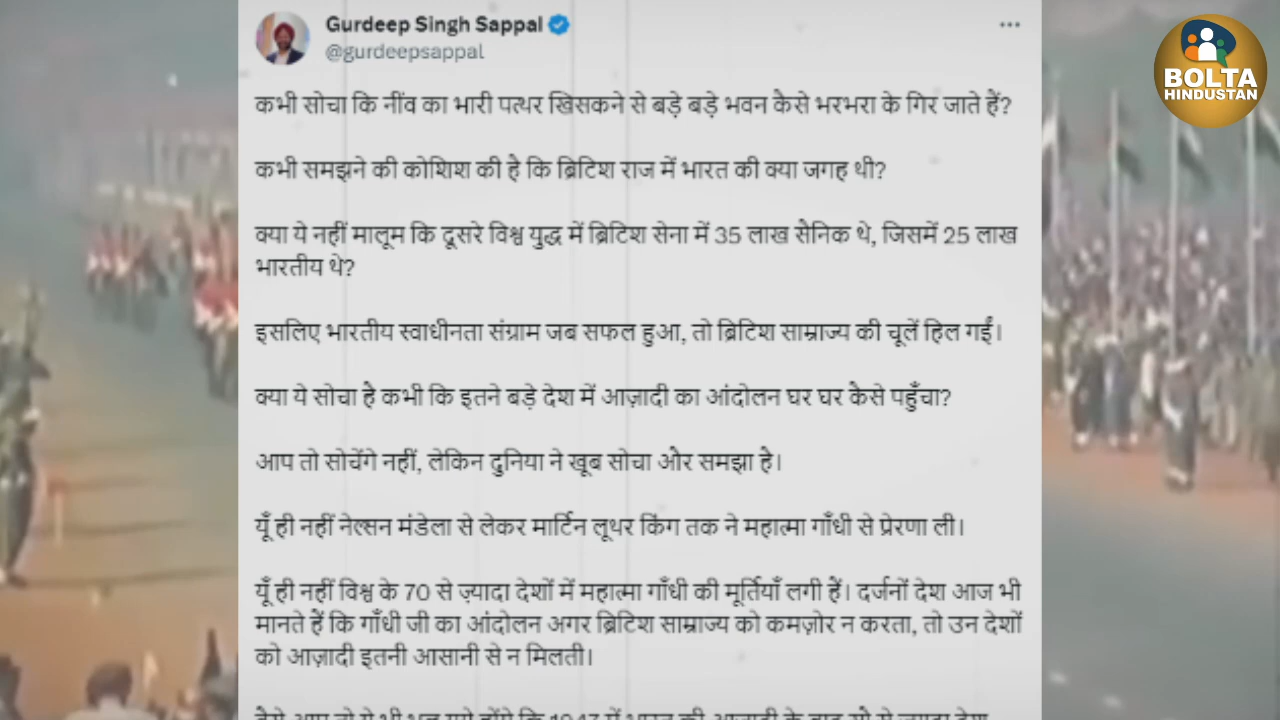 Gurdeep Singh Sappal
@gurdeepsappal
BOLTA
HINDUSTAN
कभी सोचा कि नींव का भारी पत्थर खिसकने से बड़े बड़े भवन कैसे भरभरा के गिर जाते हैं?
कभी समझने की कोशिश की है कि ब्रिटिश राज में भारत की क्या जगह थी?
क्या ये नहीं मालूम कि दूसरे विश्व युद्ध में ब्रिटिश सेना में 35 लाख सैनिक थे, जिसमें 25 लाख
भारतीय थे?
इसलिए भारतीय स्वाधीनता संग्राम जब सफल हुआ, तो ब्रिटिश साम्राज्य की चूलें हिल गईं।
क्या ये सोचा है कभी कि इतने बड़े देश में आज़ादी का आंदोलन घर घर कैसे पहुँचा?
आप तो सोचेंगे नहीं, लेकिन दुनिया ने खूब सोचा और समझा है।
यूँ ही नहीं नेल्सन मंडेला से लेकर मार्टिन लूथर किंग तक ने महात्मा गाँधी से प्रेरणा ली।
यूँ ही नहीं विश्व के 70 से ज़्यादा देशों में महात्मा गाँधी की मूर्तियाँ लगी हैं। दर्जनों देश आज भी
मानते हैं कि गाँधी जी का आंदोलन अगर ब्रिटिश साम्राज्य को कमज़ोर न करता, तो उन देशों
को आज़ादी इतनी आसानी से न मिलती।